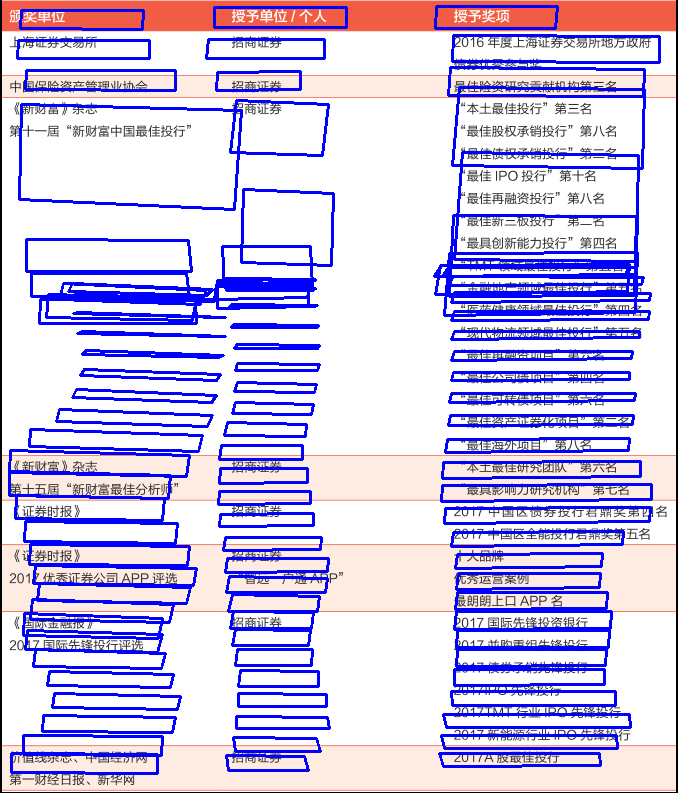 颁奖单位 授予单位 / 个人 授予奖项
上海证券交易所 招商证券 2016 年度上海证券交易所地方政府
债券优秀参与奖
中国保险资产管理业协会 招商证券 最佳险资研究贡献机构第三名
《新财富》杂志 招商证券 “本土最佳投行”第三名
第十一届“新财富中国最佳投行” “最佳股权承销投行”第八名
“最佳债权承销投行”第二名
“最佳 IPO 投行”第十名
“最佳再融资投行”第八名
“最佳新三板投行”第二名
“最具创新能力投行”第四名
“TMT 领域最佳投行”第五名
“金融地产领域最佳投行”第五名
“医药健康领域最佳投行”第四名
“现代物流领域最佳投行”第五名
“最佳再融资项目”第六名
“最佳公司债项目”第四名
“最佳可转债项目”第六名
“最佳资产证券化项目”第二名
“最佳海外项目”第八名
《新财富》杂志 招商证券 “本土最佳研究团队”第六名
第十五届“新财富最佳分析师” “最具影响力研究机构”第七名
《证券时报》 招商证券 2017 中国区债券投行君鼎奖第四名
2017 中国区全能投行君鼎奖第五名
《证券时报》 招商证券 十大品牌
2017 优秀证券公司 APP 评选 “智远一户通 APP” 优秀运营案例
最朗朗上口 APP 名
《国际金融报》 招商证券 2017 国际先锋投资银行
2017 国际先锋投行评选 2017 并购重组先锋投行
2017 债券承销先锋投行
2017IPO 先锋投行
2017TMT 行业 IPO 先锋投行
2017 新能源行业 IPO 先锋投行
价值线杂志、中国经济网 招商证券 2017A 股最佳投行
第一财经日报、新华网